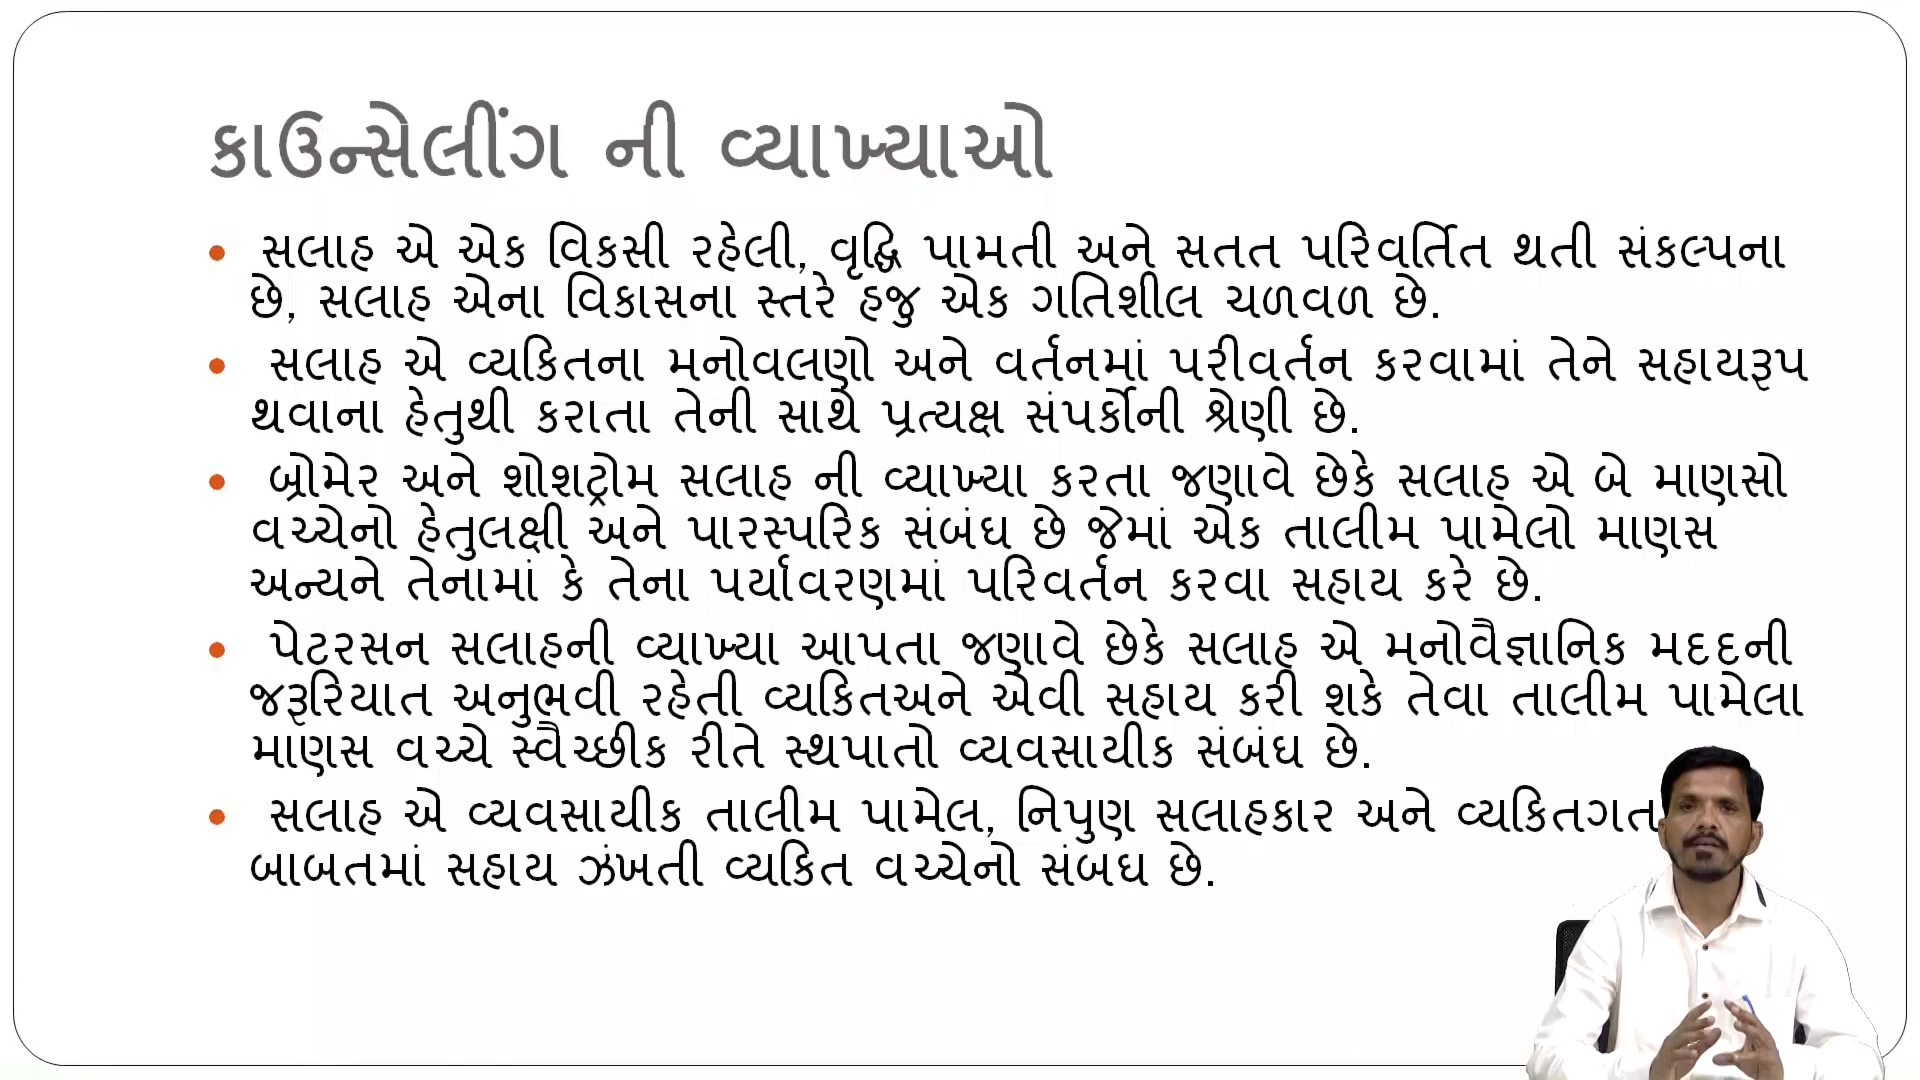 કાઉન્સેલીંગ ની વ્યાખ્યાઓ
• સલાહ એ એક વિકસી રહેલી, વૃદ્ધિ પામતી અને સતત પરિવર્તિત થતી સંકલ્પના
છે, સલાહ એના વિકાસના સ્તરે હજુ એક ગતિશીલ ચળવળ છે.
• સલાહ એ વ્યકિતના મનોવલણો અને વર્તનમાં પરીવર્તન કરવામાં તેને સહાયરૂપ
થવાના હેતુથી કરાતા તેની સાથે પ્રત્યક્ષ સંપર્કોની શ્રેણી છે.
• બ્રોમેર અને શોશટ્રોમ સલાહ ની વ્યાખ્યા કરતા જણાવે છેકે સલાહ એ બે માણસો
વચ્ચેનો હેતુલક્ષી અને પારસ્પરિક સંબંઘ છે જેમાં એક તાલીમ પામેલો માણસ
અન્યને તેનામાં કે તેના પર્યાવરણમાં પરિવર્તન કરવા સહાય કરે છે.
• પેટરસન સલાહની વ્યાખ્યા આપતા જણાવે છેકે સલાહ એ મનોવૈજ્ઞાનિક મદદની
જરૂરિયાત અનુભવી રહેતી વ્યકિતઅને એવી સહાય કરી શકે તેવા તાલીમ પામેલા
માણસ વચ્ચે સ્વૈચ્છીક રીતે સ્થપાતો વ્યવસાયીક સંબંઘ છે.
• સલાહ એ વ્યવસાયીક તાલીમ પામેલ, નિપુણ સલાહકાર અને વ્યકિતગત
બાબતમાં સહાય ઝંખતી વ્યકિત વચ્ચેનો સંબઘ છે.